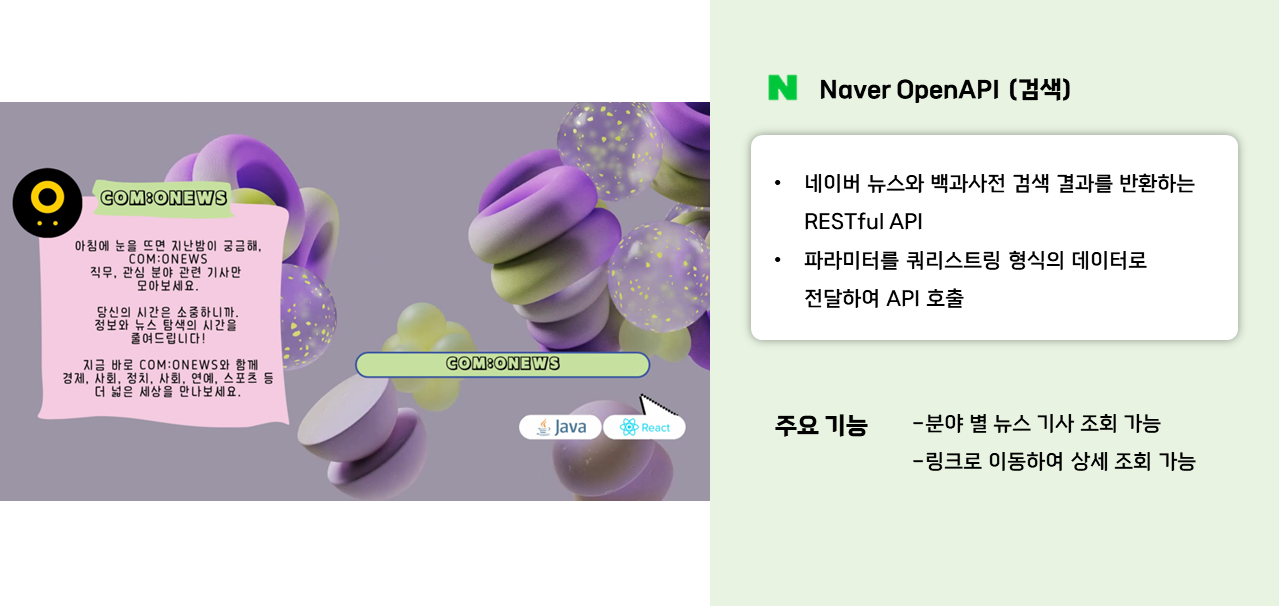 COM:ONEWS
아침에 눈을 뜨면 지난밤이 궁금해,
COM:ONEWS
직무, 관심 분야 관련 기사만
모아보세요.
당신의 시간은 소중하니까.
정보와 뉴스 탐색의 시간을
줄여드립니다!
지금 바로 COM:ONEWS와 함께
경제, 사회, 정치, 사회, 연예, 스포츠 등
더 넓은 세상을 만나보세요.
COM:ONEWS
Java
React
Naver OpenAPI (검색)
• 네이버 뉴스와 백과사전 검색 결과를 반환하는
RESTful API
• 파라미터를 쿼리스트링 형식의 데이터로
전달하여 API 호출
주요 기능
-분야 별 뉴스 기사 조회 가능
-링크로 이동하여 상세 조회 가능